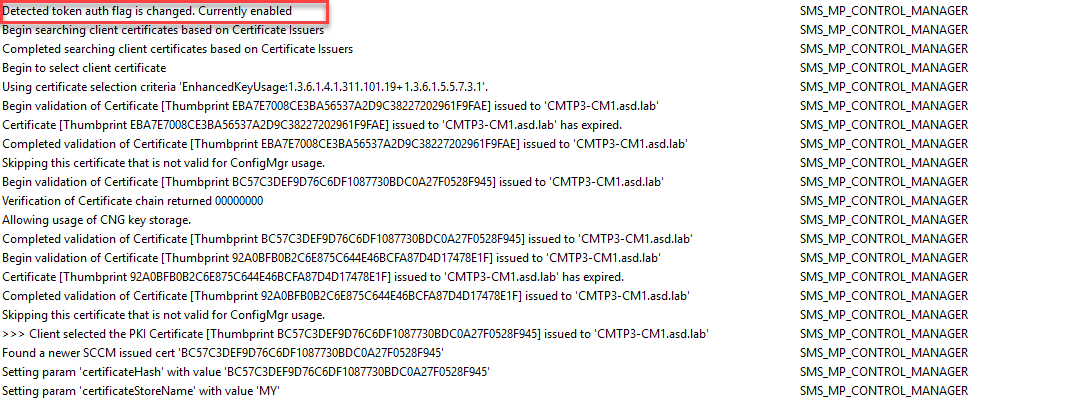 Detected token auth flag is changed. Currently enabled SMS_MP_CONTROL_MANAGER
Begin searching client certificates based on Certificate Issuers SMS_MP_CONTROL_MANAGER
Completed searching client certificates based on Certificate Issuers SMS_MP_CONTROL_MANAGER
Begin to select client certificate SMS_MP_CONTROL_MANAGER
Using certificate selection criteria 'EnhancedKeyUsage:1.3.6.1.4.1.311.101.19+1.3.6.1.5.5.7.3.1'. SMS_MP_CONTROL_MANAGER
Begin validation of Certificate [Thumbprint EBA7E7008CE3BA56537A2D9C38227202961F9FAE] issued to 'CMTP3-CM1.asd.lab' SMS_MP_CONTROL_MANAGER
Certificate [Thumbprint EBA7E7008CE3BA56537A2D9C38227202961F9FAE] issued to 'CMTP3-CM1.asd.lab' has expired. SMS_MP_CONTROL_MANAGER
Completed validation of Certificate [Thumbprint EBA7E7008CE3BA56537A2D9C38227202961F9FAE] issued to 'CMTP3-CM1.asd.lab' SMS_MP_CONTROL_MANAGER
Skipping this certificate that is not valid for ConfigMgr usage. SMS_MP_CONTROL_MANAGER
Begin validation of Certificate [Thumbprint BC57C3DEF9D76C6DF1087730BDC0A27F0528F945] issued to 'CMTP3-CM1.asd.lab' SMS_MP_CONTROL_MANAGER
Verification of Certificate chain returned 00000000 SMS_MP_CONTROL_MANAGER
Allowing usage of CNG key storage. SMS_MP_CONTROL_MANAGER
Completed validation of Certificate [Thumbprint BC57C3DEF9D76C6DF1087730BDC0A27F0528F945] issued to 'CMTP3-CM1.asd.lab' SMS_MP_CONTROL_MANAGER
Begin validation of Certificate [Thumbprint 92A0BFB0B2C6E875C644E46BCFA87D4D17478E1F] issued to 'CMTP3-CM1.asd.lab' SMS_MP_CONTROL_MANAGER
Certificate [Thumbprint 92A0BFB0B2C6E875C644E46BCFA87D4D17478E1F] issued to 'CMTP3-CM1.asd.lab' has expired. SMS_MP_CONTROL_MANAGER
Completed validation of Certificate [Thumbprint 92A0BFB0B2C6E875C644E46BCFA87D4D17478E1F] issued to 'CMTP3-CM1.asd.lab' SMS_MP_CONTROL_MANAGER
Skipping this certificate that is not valid for ConfigMgr usage. SMS_MP_CONTROL_MANAGER
>>> Client selected the PKI Certificate [Thumbprint BC57C3DEF9D76C6DF1087730BDC0A27F0528F945] issued to 'CMTP3-CM1.asd.lab' SMS_MP_CONTROL_MANAGER
Found a newer SCCM issued cert 'BC57C3DEF9D76C6DF1087730BDC0A27F0528F945' SMS_MP_CONTROL_MANAGER
Setting param 'certificateHash' with value 'BC57C3DEF9D76C6DF1087730BDC0A27F0528F945' SMS_MP_CONTROL_MANAGER
Setting param 'certificateStoreName' with value 'MY' SMS_MP_CONTROL_MANAGER